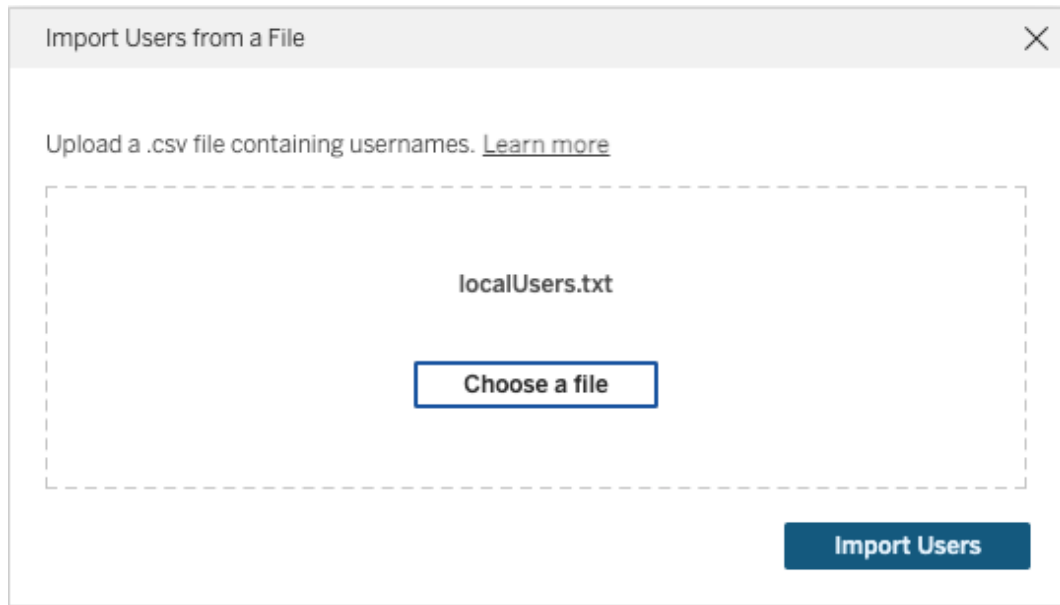 Import Users from a File
Upload a .csv file containing usernames. Learn more
localUsers.txt
Choose a file
Import Users